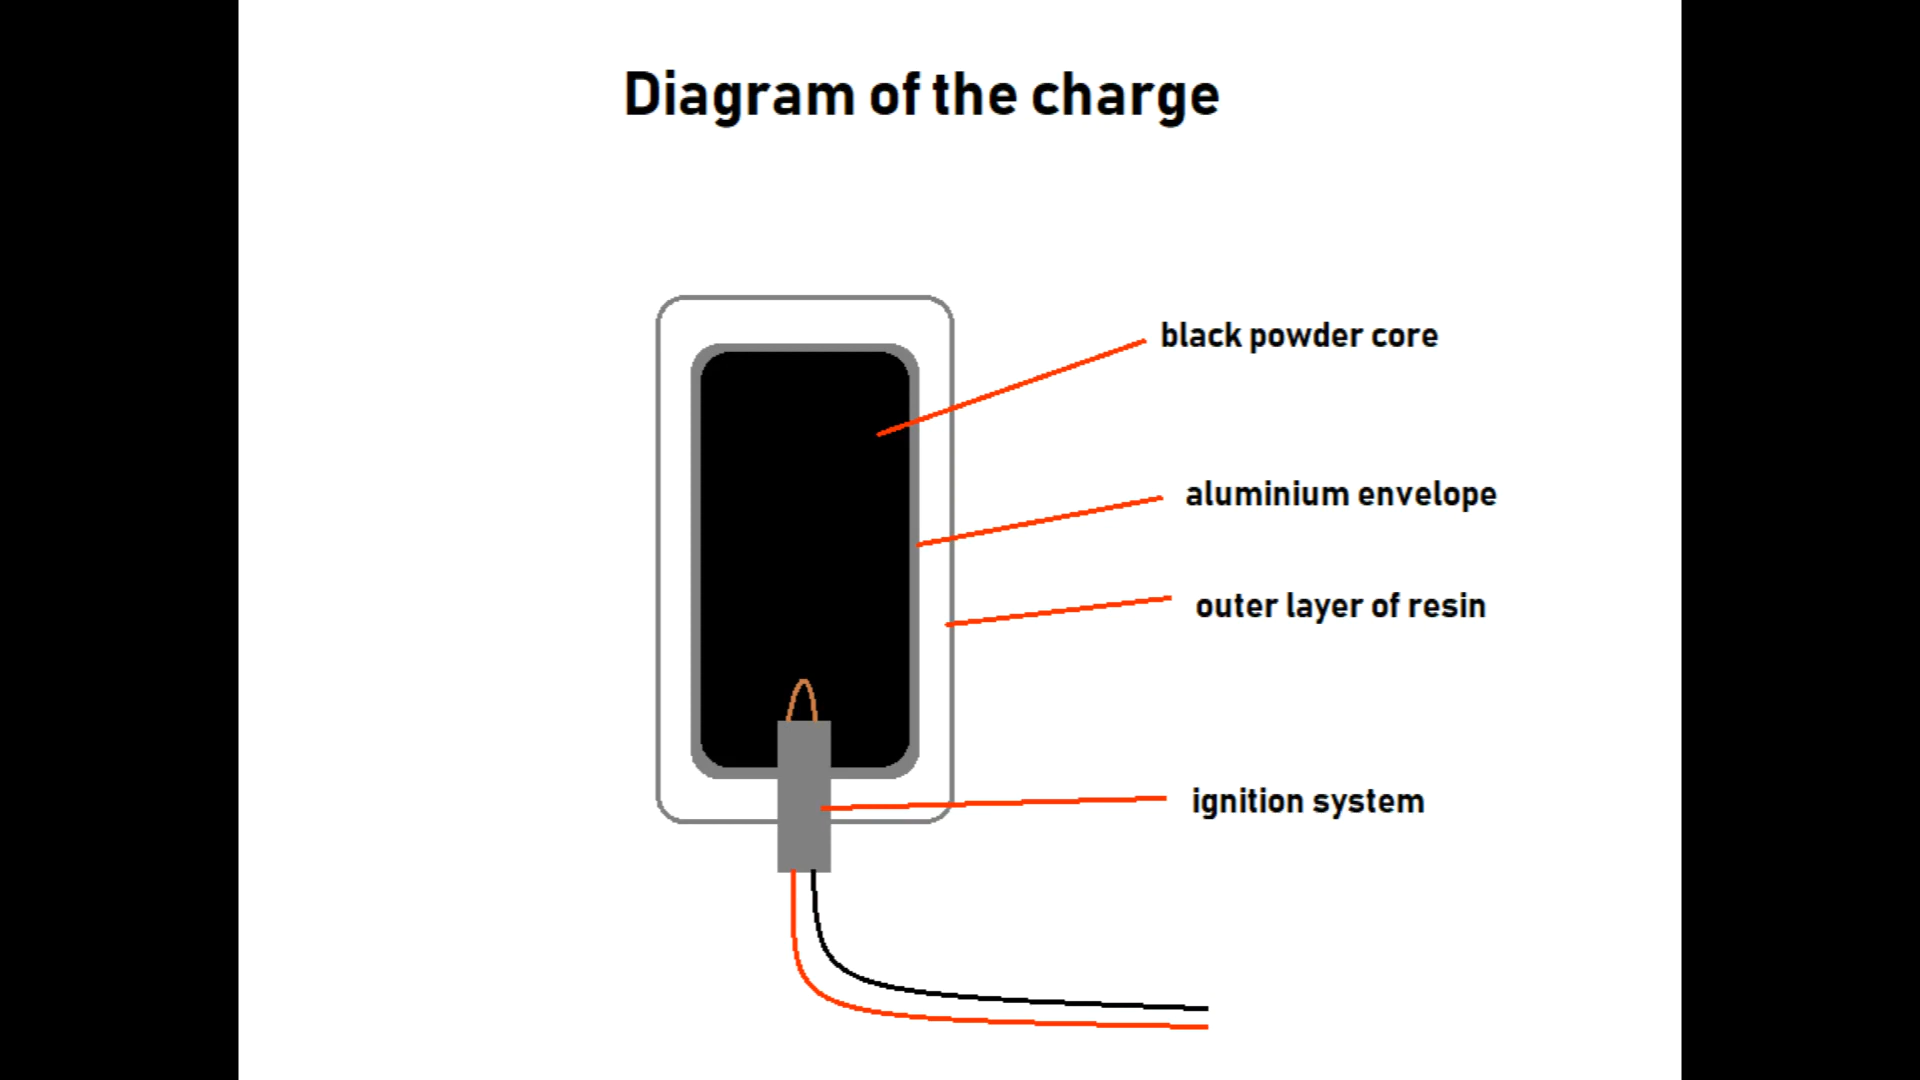 Diagram of the charge
black powder core
aluminium envelope
outer layer of resin
ignition system